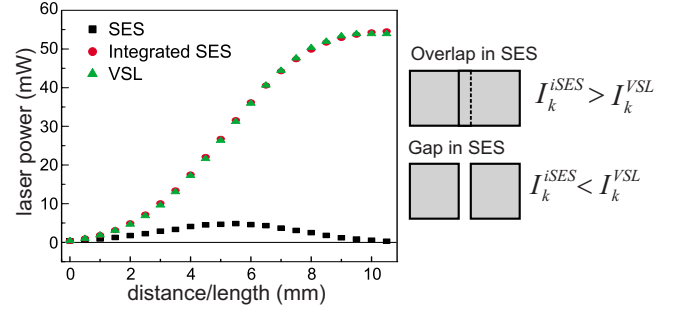 60
50
40
30
20
10
0
laser power (mW)
SES
Integrated SES
VSL
0 2 4 6 8 10
distance/length (mm)
Overlap in SES
I_k^{iSES} > I_k^{VSL}
Gap in SES
I_k^{iSES} < I_k^{VSL}